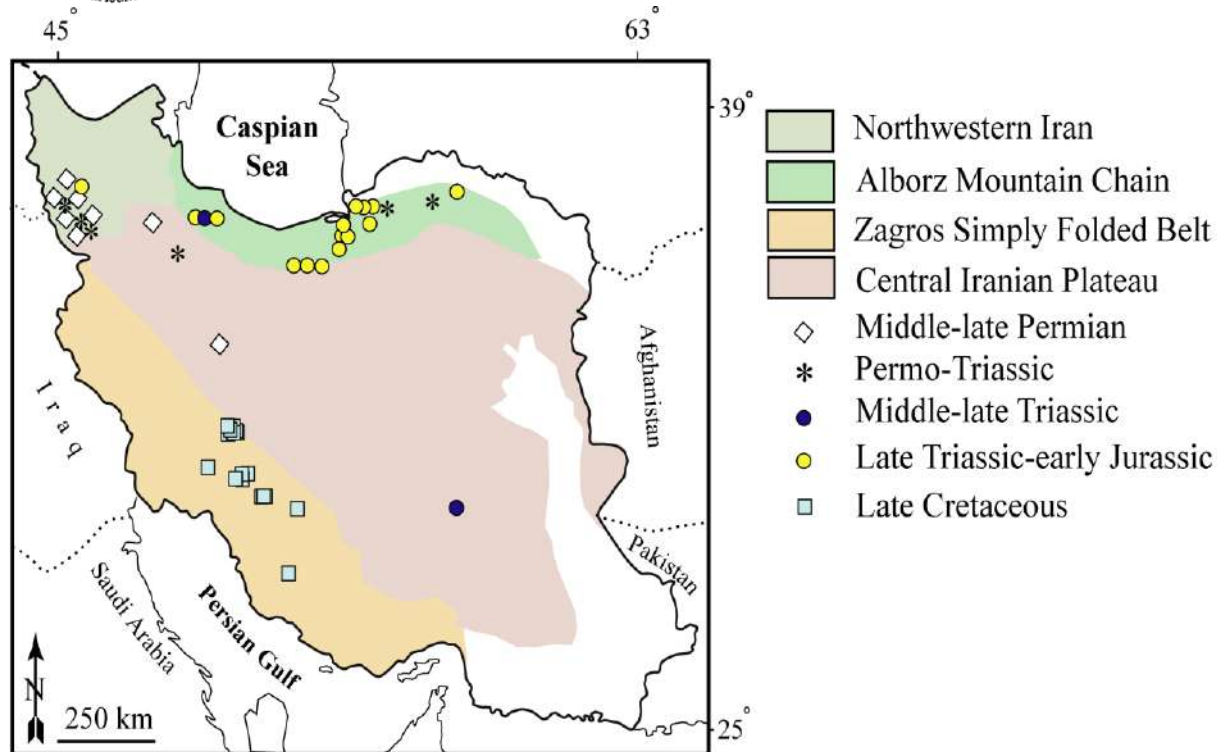 45°
63°
39°
Caspian
Sea
Afghanistan
Iraq
Pakistan
Saudi Arabia
Persian Gulf
N
250 km
25°
Northwestern Iran
Alborz Mountain Chain
Zagros Simply Folded Belt
Central Iranian Plateau
Middle-late Permian
Permo-Triassic
Middle-late Triassic
Late Triassic-early Jurassic
Late Cretaceous